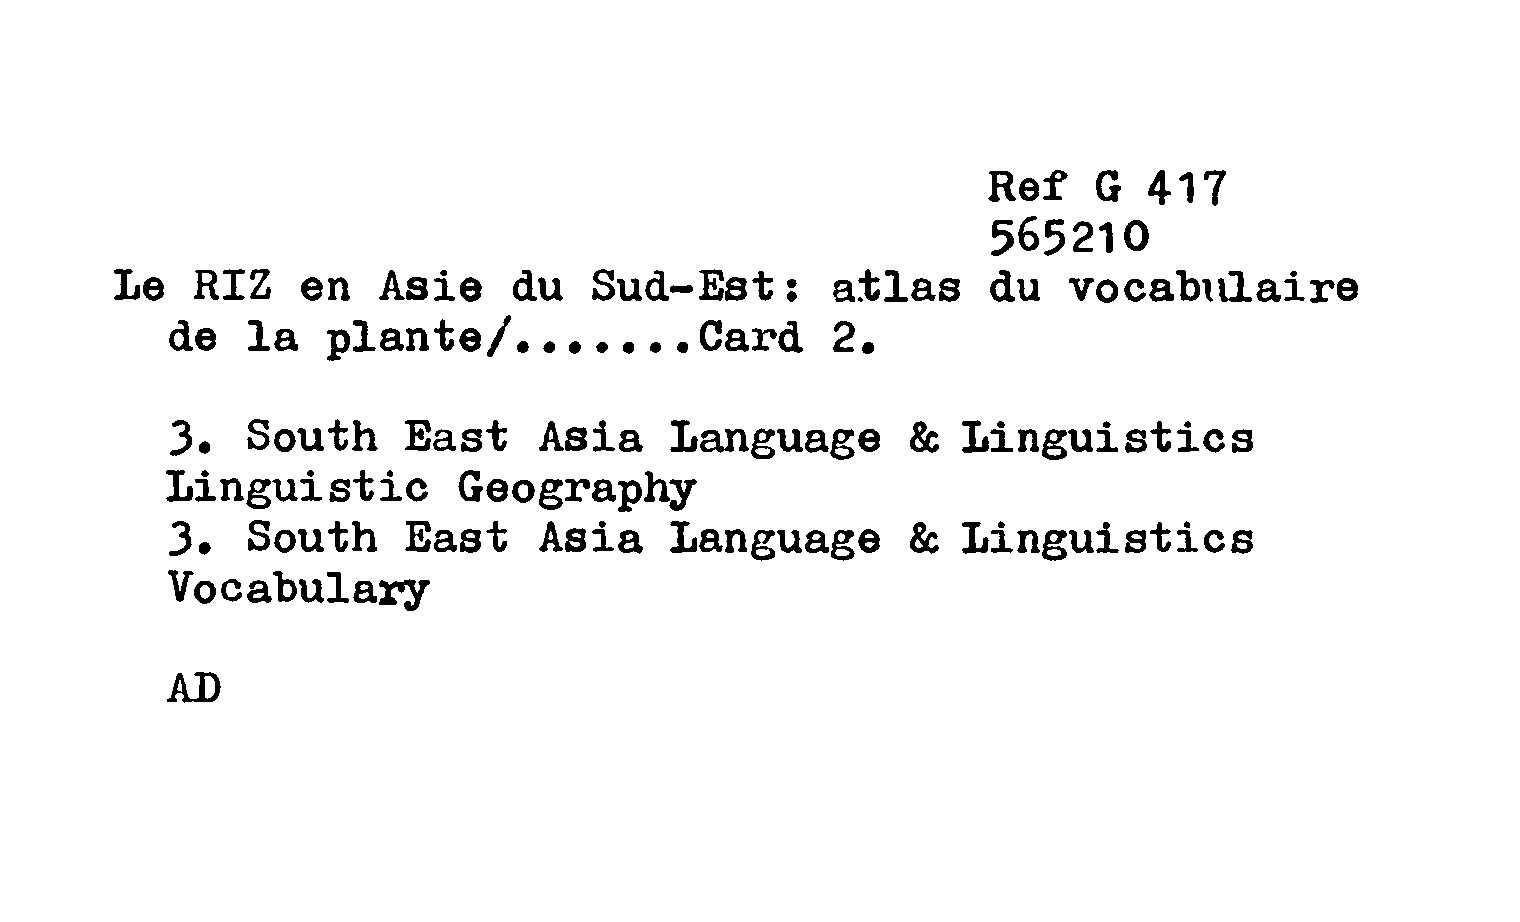 Ref G 417
565210
Le RIZ en Asie du Sud-Est: atlas du vocabulaire
de la plante/.......Card 2.
3. South East Asia Language & Linguistics
Linguistic Geography
3. South East Asia Language & Linguistics
Vocabulary
AD